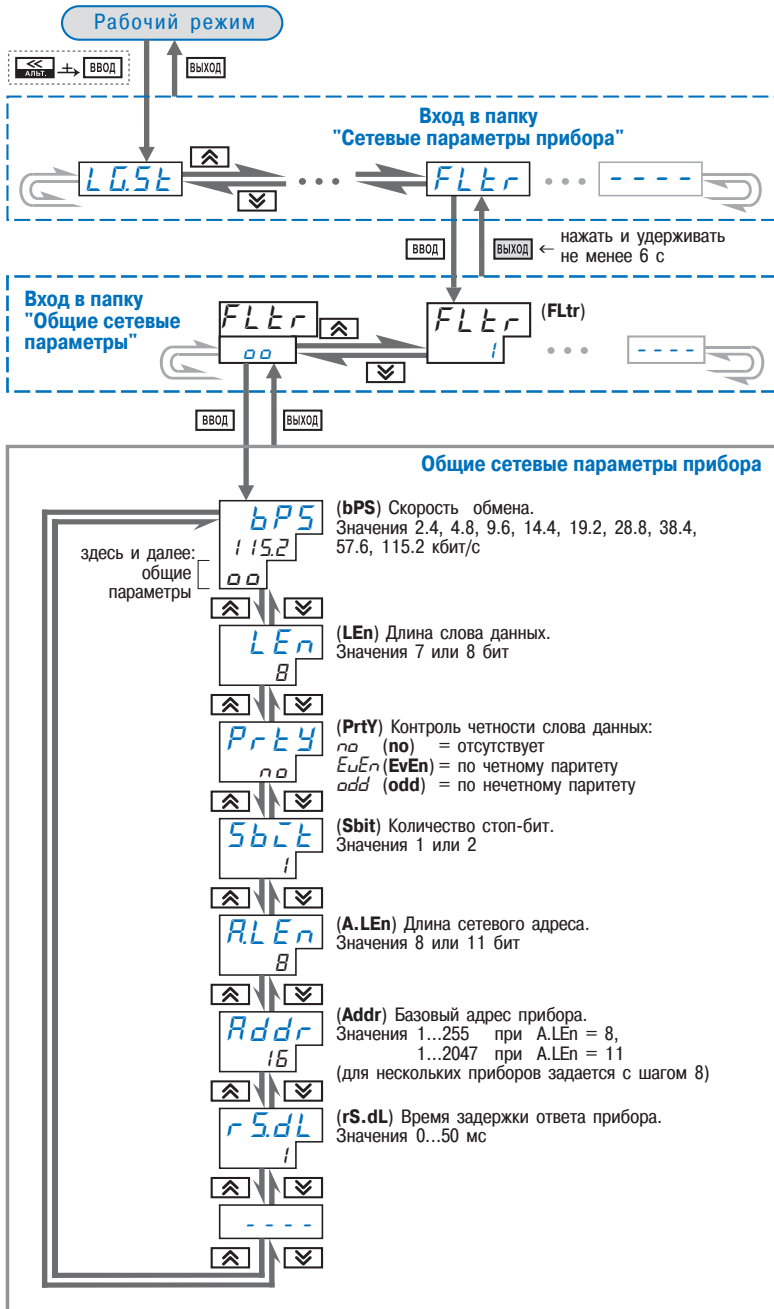 Рабочий режим
≪
АЛЬТ.
ВВОД
ВЫХОД
Вход в папку
"Сетевые параметры прибора"
LG.St
• • •
FLtr
• • •
- - - -
ВВОД
ВЫХОД
← нажать и удерживать
не менее 6 с
Вход в папку
"Общие сетевые
параметры"
FLtr
oo
FLtr
1
(FLtr)
• • •
- - - -
ВВОД
ВЫХОД
Общие сетевые параметры прибора
bPS
115.2
oo
здесь и далее:
общие
параметры
(bPS) Скорость обмена.
Значения 2.4, 4.8, 9.6, 14.4, 19.2, 28.8, 38.4,
57.6, 115.2 кбит/с
LEn
8
(LEn) Длина слова данных.
Значения 7 или 8 бит
PrtY
no
(PrtY) Контроль четности слова данных:
no (no) = отсутствует
EvEn (EvEn) = по четному паритету
odd (odd) = по нечетному паритету
Sbit
1
(Sbit) Количество стоп-бит.
Значения 1 или 2
A.LEn
8
(A.LEn) Длина сетевого адреса.
Значения 8 или 11 бит
Addr
16
(Addr) Базовый адрес прибора.
Значения 1...255 при A.LEn = 8,
1...2047 при A.LEn = 11
(для нескольких приборов задается с шагом 8)
rS.dL
1
(rS.dL) Время задержки ответа прибора.
Значения 0...50 мс
- - - -